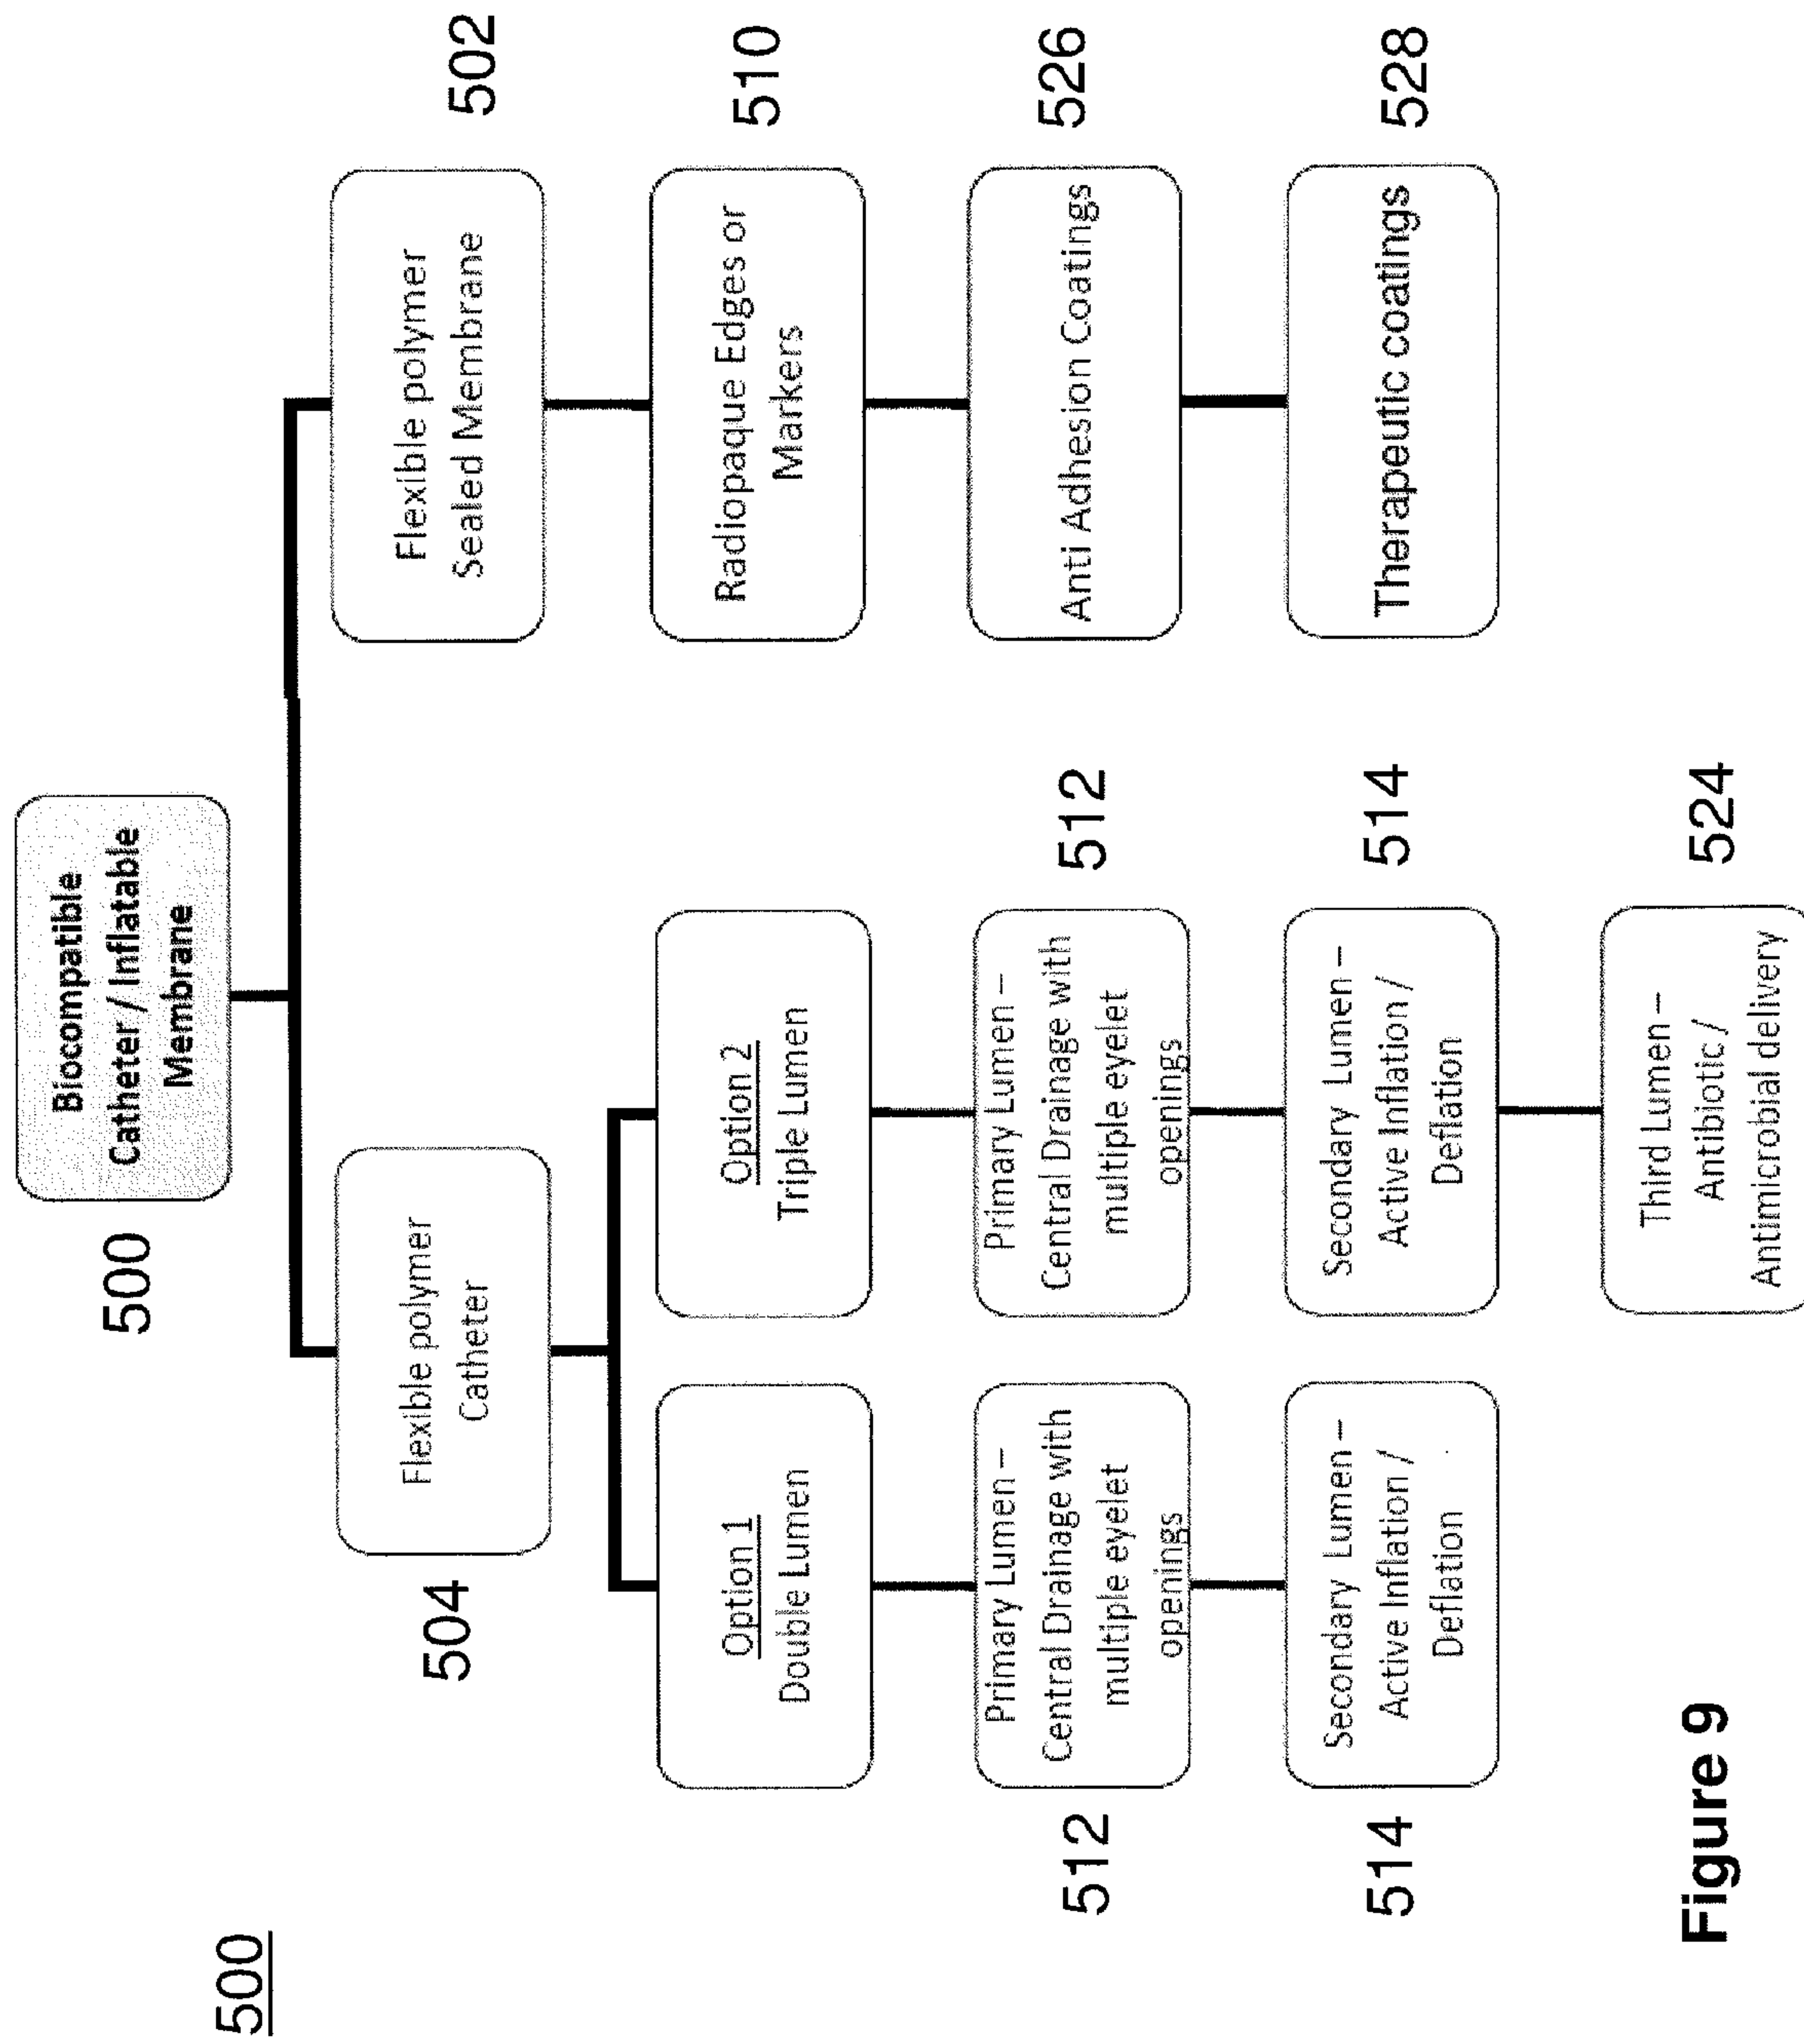 500
500
Biocompatible
Catheter / Inflatable
Membrane
504
Flexible polymer
Catheter
Flexible polymer
Sealed Membrane
502
Option 1
Double Lumen
Option 2
Triple Lumen
Radiopaque Edges or
Markers
510
512
Primary Lumen –
Central Drainage with
multiple eyelet
openings
Primary Lumen –
Central Drainage with
multiple eyelet
openings
512
Anti Adhesion Coatings
526
514
Secondary Lumen –
Active Inflation /
Deflation
Secondary Lumen –
Active Inflation /
Deflation
514
Therapeutic coatings
528
Third Lumen –
Antibiotic /
Antimicrobial delivery
524
Figure 9